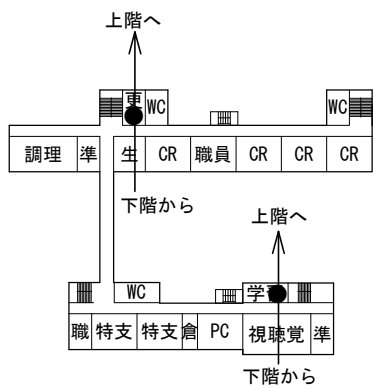 上階へ
更 WC WC
調理 準 生 CR 職員 CR CR CR
下階から
上階へ
WC 学
職 特支 特支 倉 PC 視聴覚 準
下階から